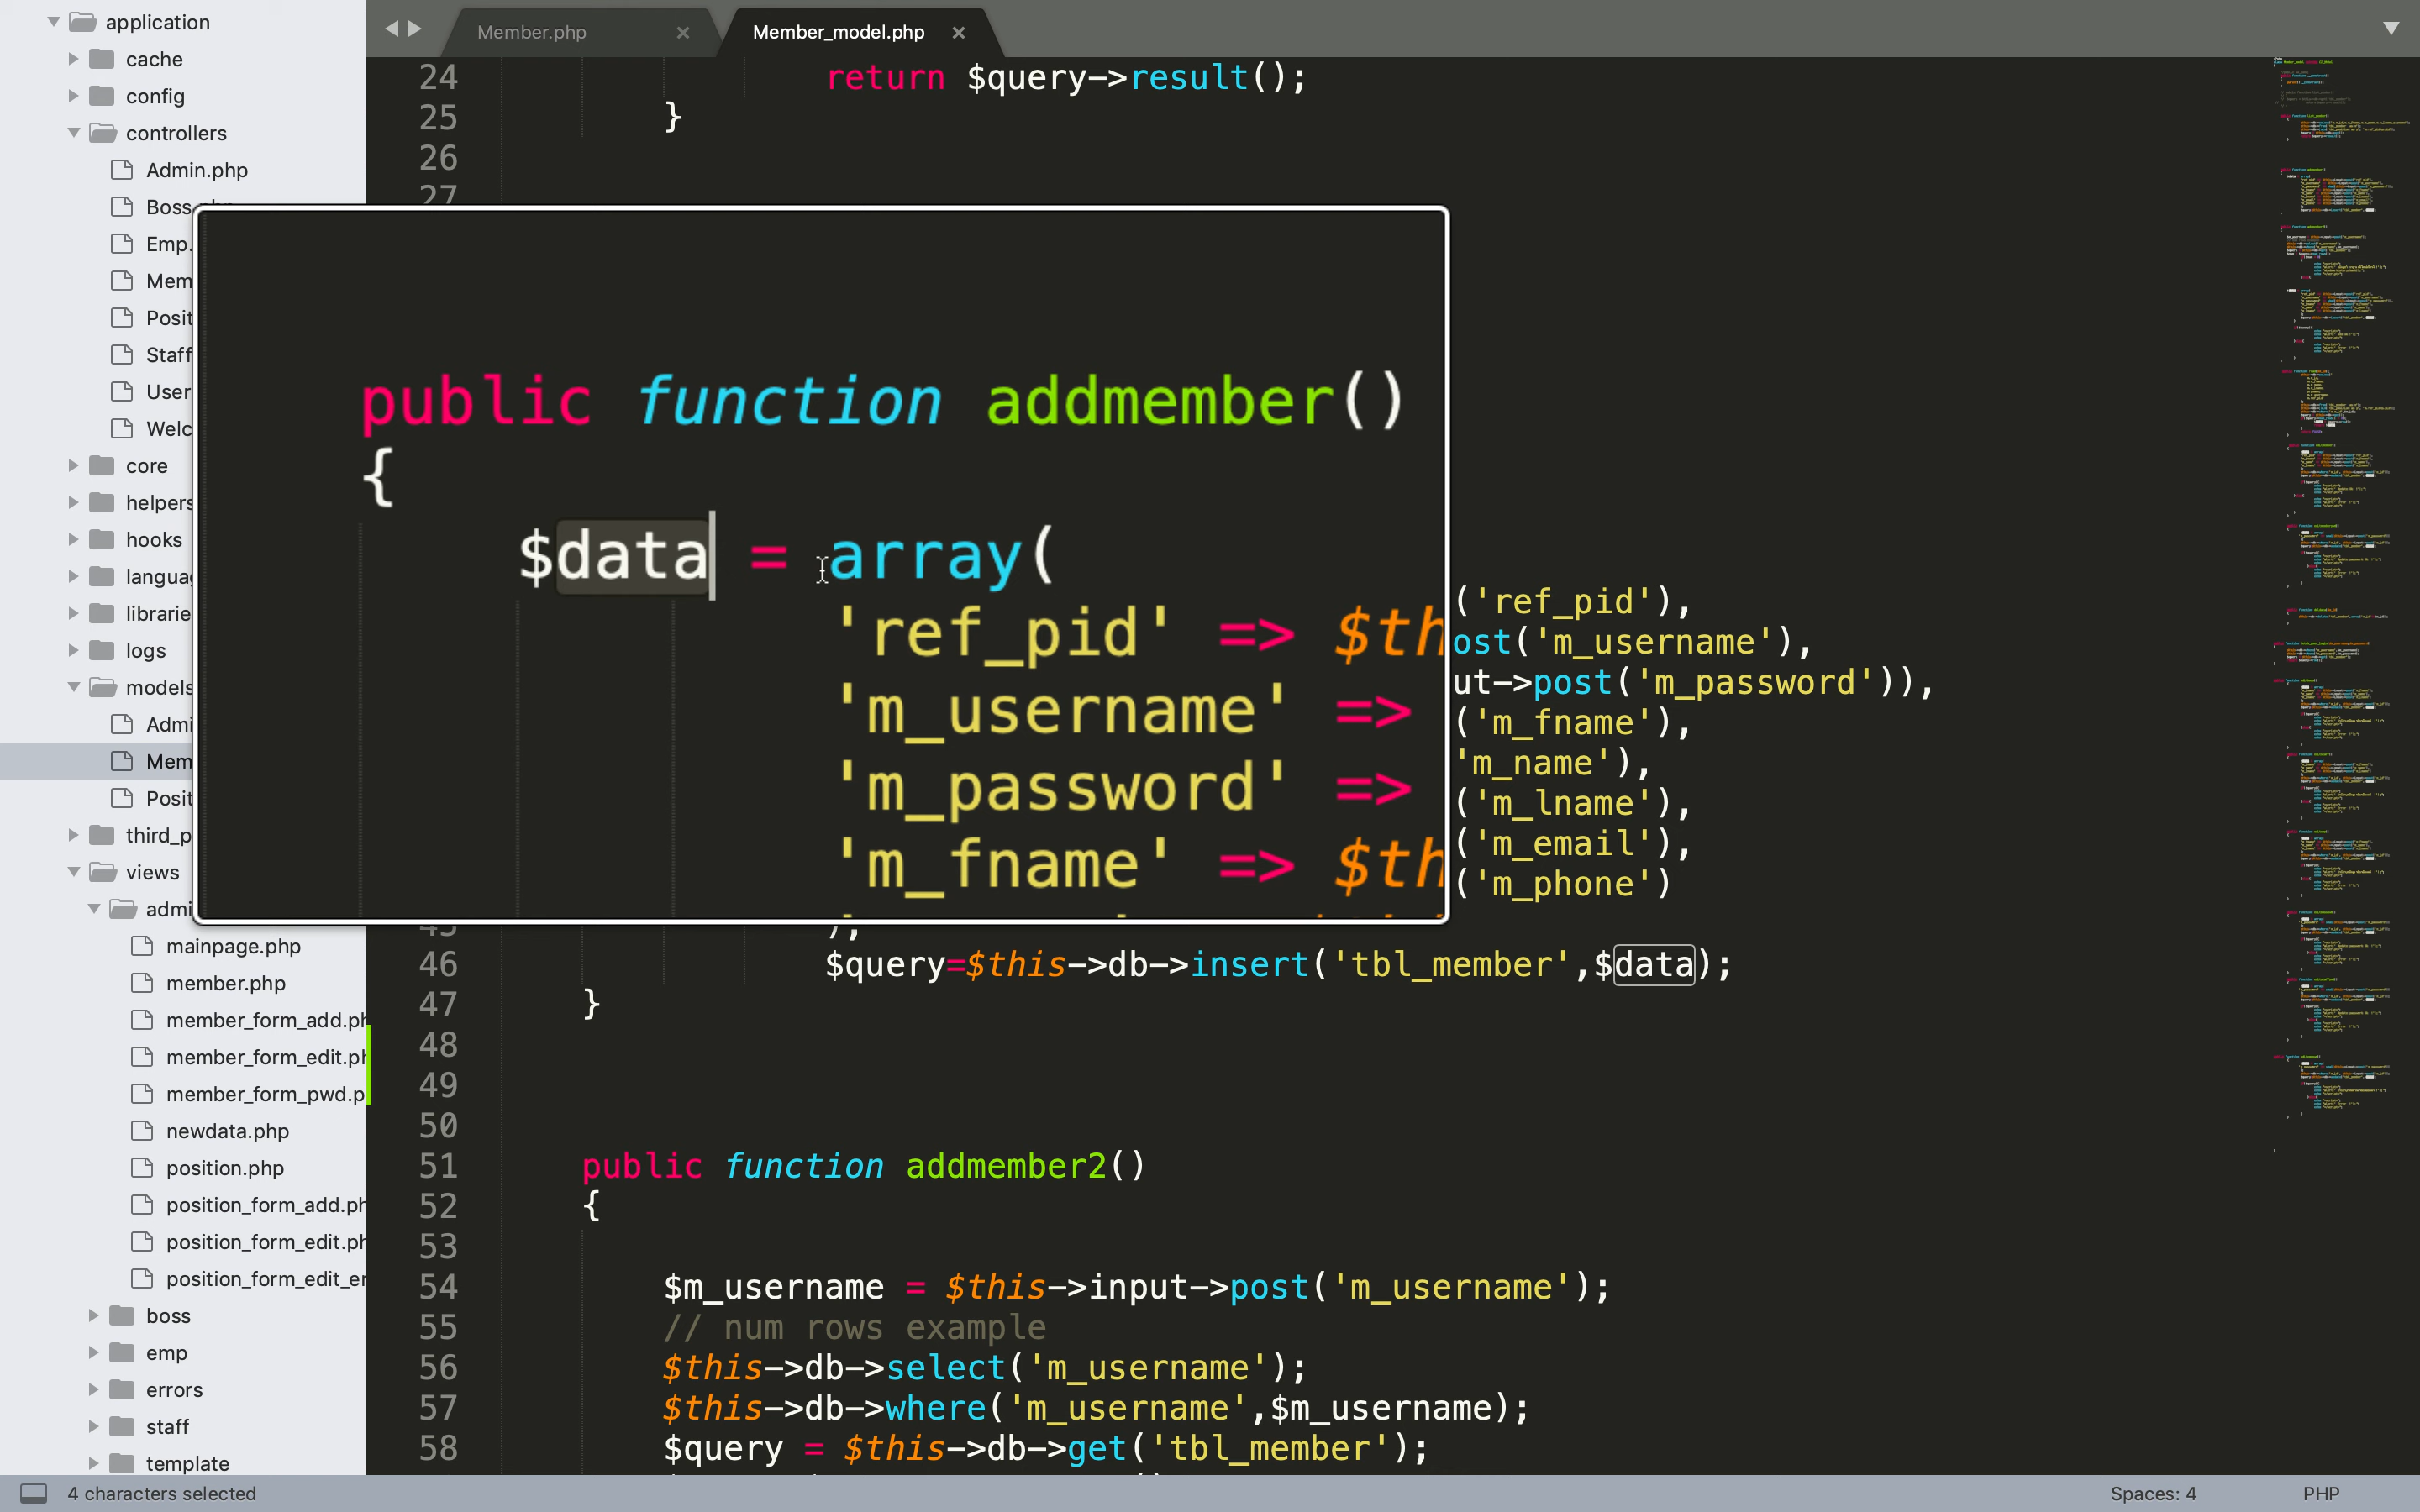 application
cache
config
controllers
Admin.php
Boss.php
Emp.
Mem
Posit
Staff
User
Welc
core
helpers
hooks
langua
librarie
logs
models
Admi
Mem
Posit
third_p
views
admi
mainpage.php
member.php
member_form_add.ph
member_form_edit.ph
member_form_pwd.p
newdata.php
position.php
position_form_add.ph
position_form_edit.ph
position_form_edit_er
boss
emp
errors
staff
template
Member.php ×
Member_model.php ×
24 return $query->result();
25 }
26
27
public function addmember()
{
$data = array(
'ref_pid' => $th
'm_username' =>
'm_password' =>
'm_fname' => $th
('ref_pid'),
ost('m_username'),
ut->post('m_password')),
('m_fname'),
'm_name'),
('m_lname'),
('m_email'),
('m_phone')
45 );
46 $query=$this->db->insert('tbl_member',$data);
47 }
48
49
50
51 public function addmember2()
52 {
53
54 $m_username = $this->input->post('m_username');
55 // num rows example
56 $this->db->select('m_username');
57 $this->db->where('m_username',$m_username);
58 $query = $this->db->get('tbl_member');
4 characters selected
Spaces: 4
PHP